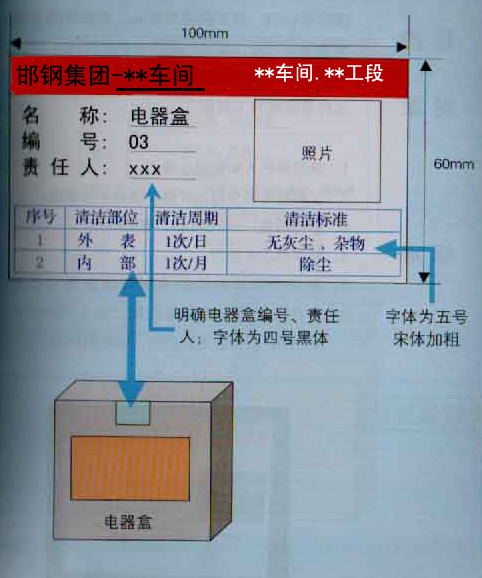 100mm
邯钢集团-**车间 **车间.**工段
名 称: 电器盒
编 号: 03
责 任 人: xxx
照片
60mm
序号 清洁部位 清洁周期 清洁标准
1 外 表 1次/日 无灰尘、杂物
2 内 部 1次/月 除尘
明确电器盒编号、责任
人; 字体为四号黑体
字体为五号
宋体加粗
电器盒